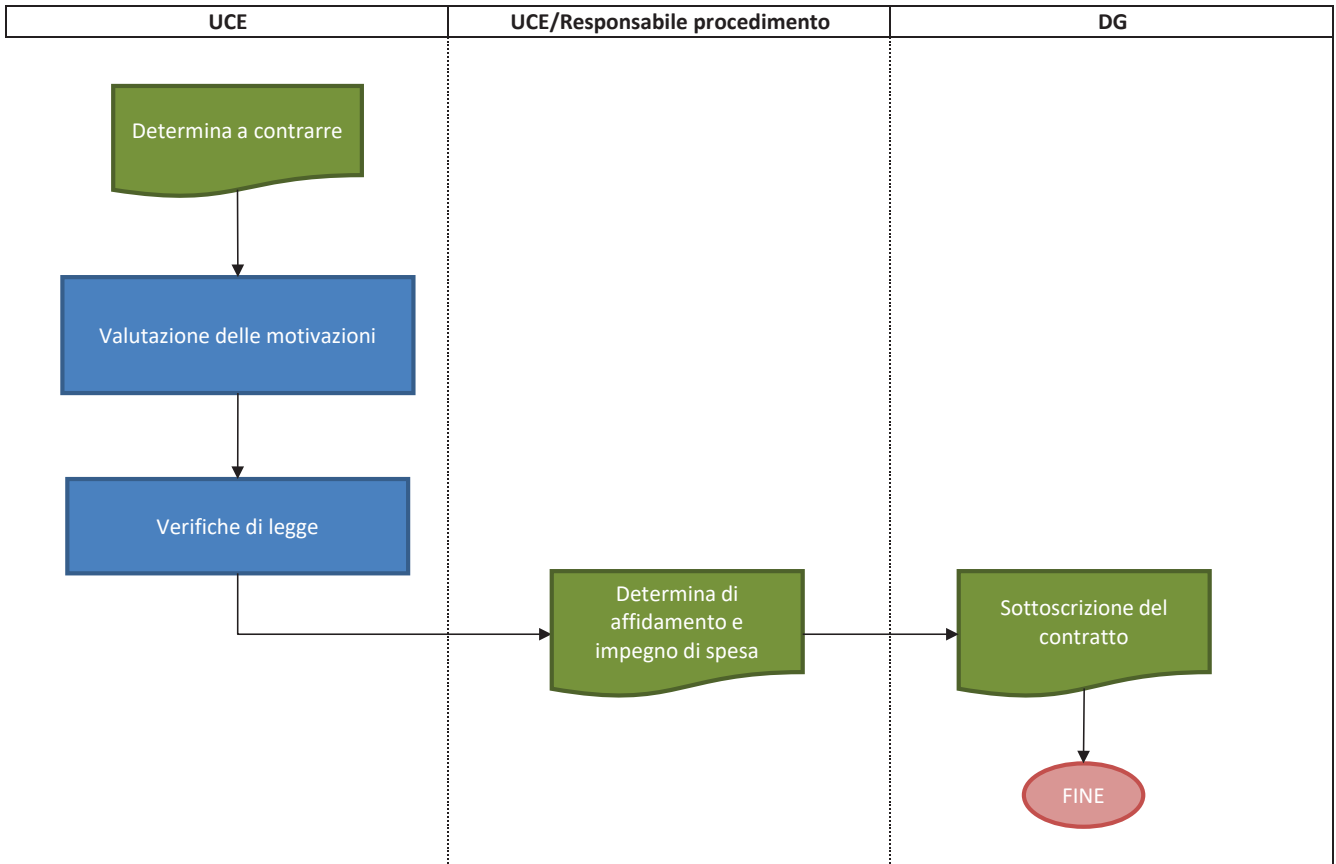 UCE
UCE/Responsabile procedimento
DG
Determina a contrarre
Valutazione delle motivazioni
Verifiche di legge
Determina di
affidamento e
impegno di spesa
Sottoscrizione del
contratto
FINE